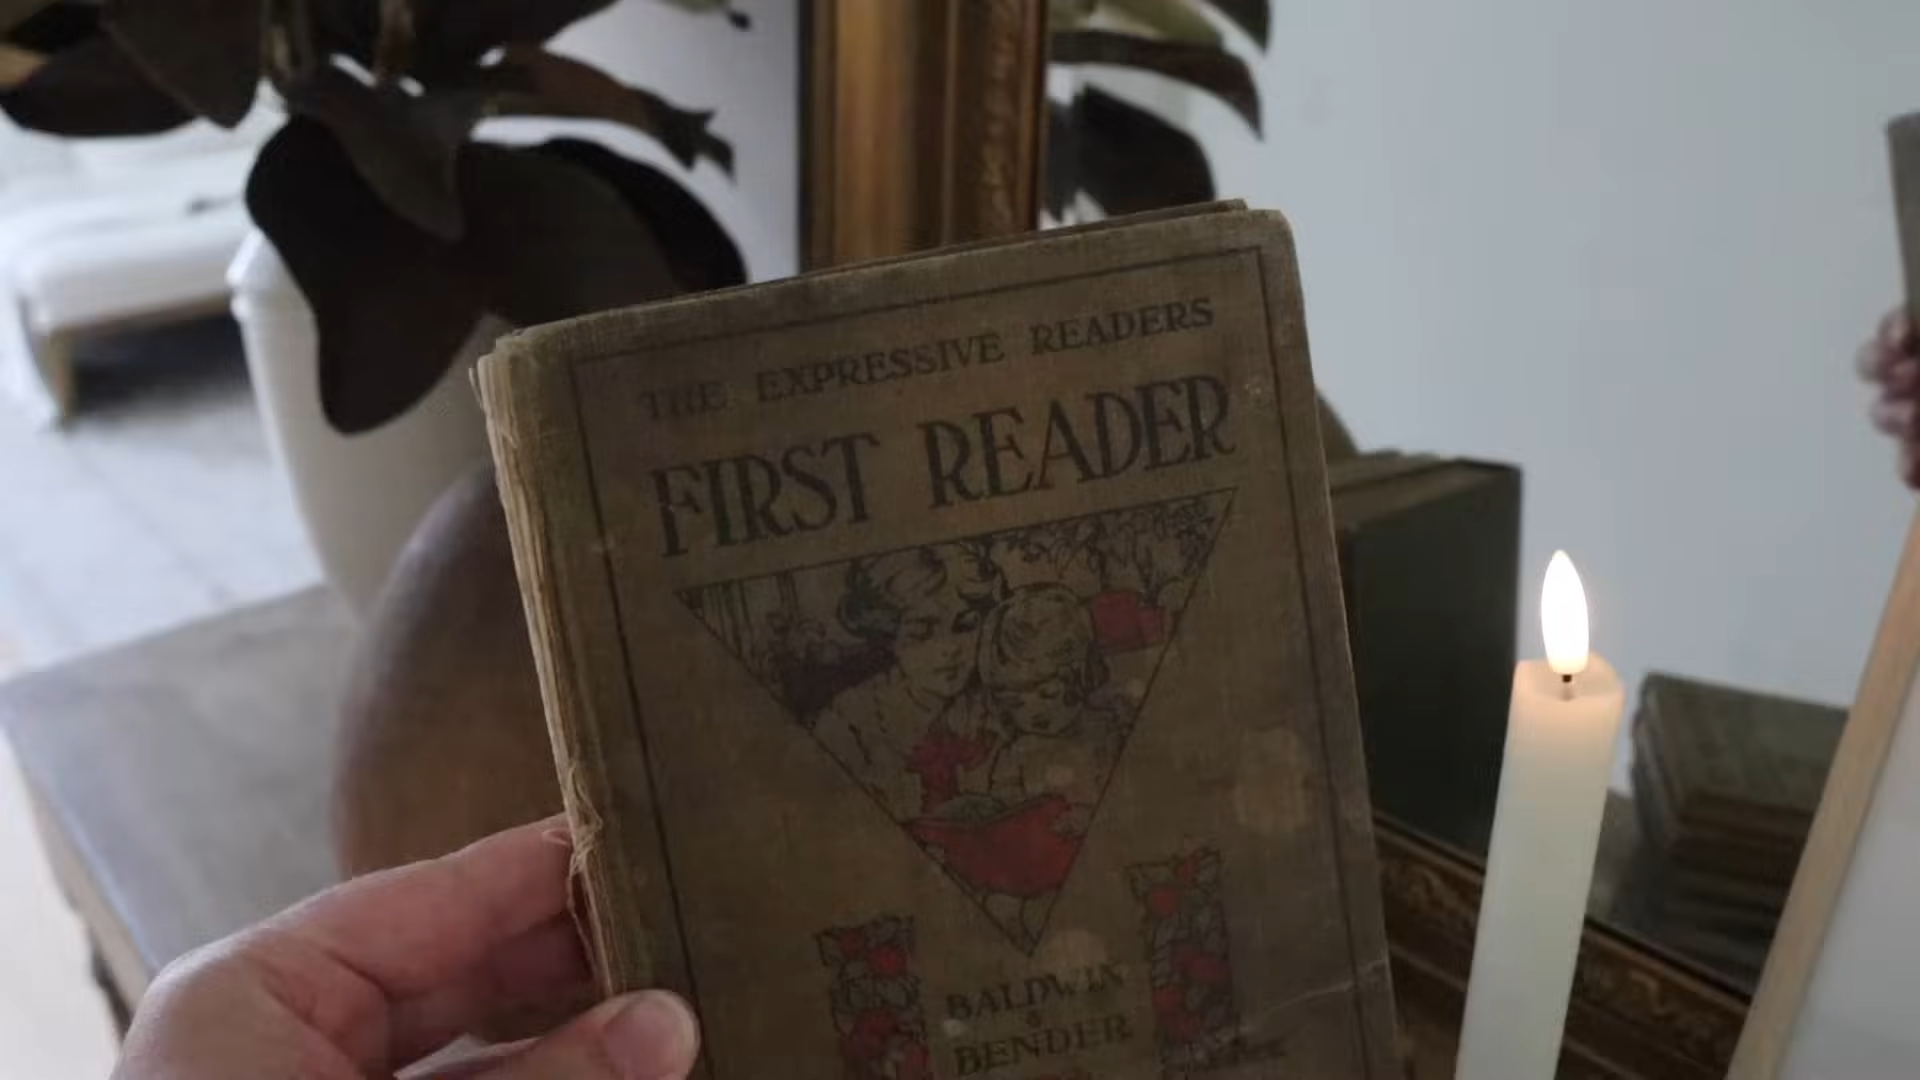 THE EXPRESSIVE READERS
FIRST READER
BALDWIN
&
BENDER